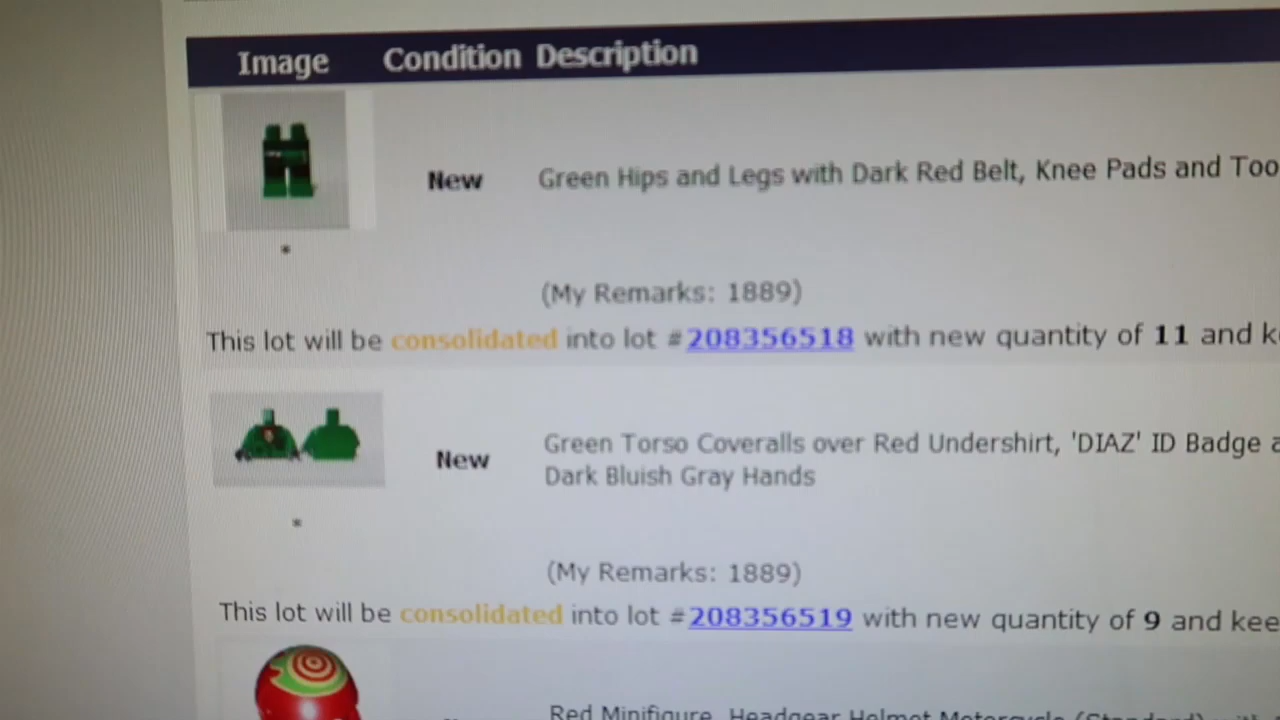 Image Condition Description
New Green Hips and Legs with Dark Red Belt, Knee Pads and Too
*
(My Remarks: 1889)
This lot will be consolidated into lot #208356518 with new quantity of 11 and k
New Green Torso Coveralls over Red Undershirt, 'DIAZ' ID Badge a
Dark Bluish Gray Hands
*
(My Remarks: 1889)
This lot will be consolidated into lot #208356519 with new quantity of 9 and kee
Red Minifigure, Headgear Helmet Motorcycle (Standard)